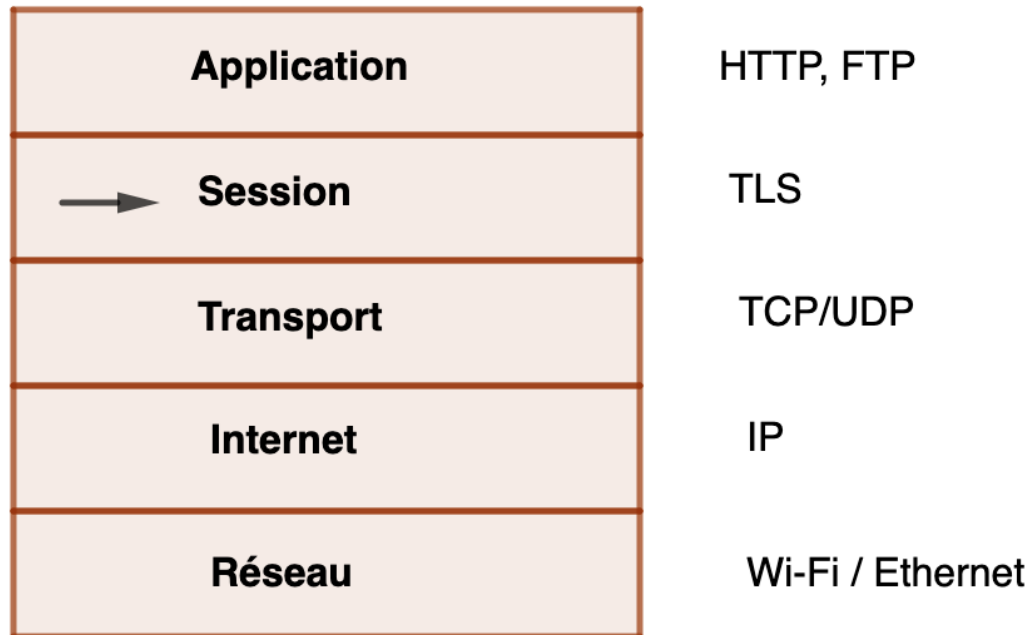 Application HTTP, FTP
Session TLS
Transport TCP/UDP
Internet IP
Réseau Wi-Fi / Ethernet